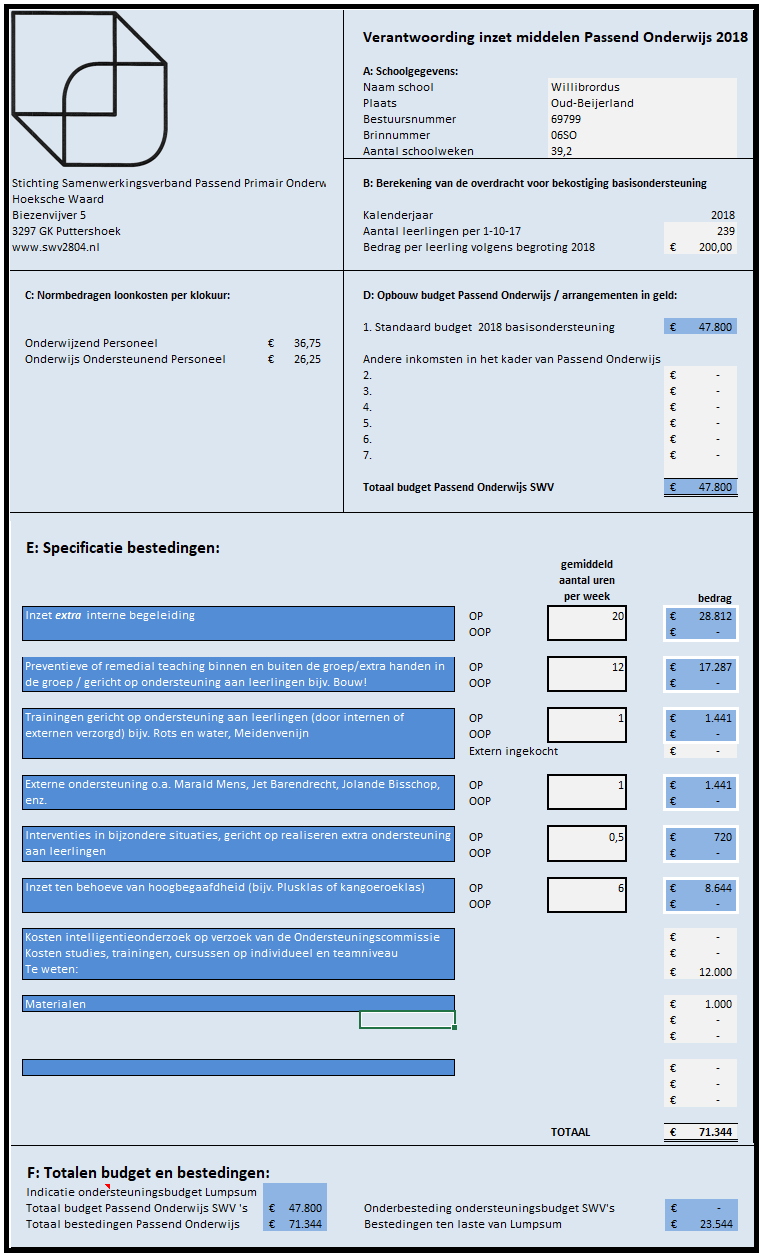 Verantwoording inzet middelen Passend Onderwijs 2018
A: Schoolgegevens:
Naam school Willibrordus
Plaats Oud-Beijerland
Bestuursnummer 69799
Brinnummer 06SO
Aantal schoolweken 39,2
Stichting Samenwerkingsverband Passend Primair Onderw
Hoeksche Waard
Biezenvijver 5
3297 GK Puttershoek
www.swv2804.nl
B: Berekening van de overdracht voor bekostiging basisondersteuning
Kalenderjaar 2018
Aantal leerlingen per 1-10-17 239
Bedrag per leerling volgens begroting 2018 € 200,00
C: Normbedragen loonkosten per klokuur:
Onderwijzend Personeel € 36,75
Onderwijs Ondersteunend Personeel € 26,25
D: Opbouw budget Passend Onderwijs / arrangementen in geld:
1. Standaard budget 2018 basisondersteuning € 47.800
Andere inkomsten in het kader van Passend Onderwijs
2. € -
3. € -
4. € -
5. € -
6. € -
7. € -
Totaal budget Passend Onderwijs SWV € 47.800
E: Specificatie bestedingen:
gemiddeld
aantal uren
per week bedrag
Inzet extra interne begeleiding OP 20 € 28.812
OOP € -
Preventieve of remedial teaching binnen en buiten de groep/extra handen in OP 12 € 17.287
de groep / gericht op ondersteuning aan leerlingen bijv. Bouw! OOP € -
Trainingen gericht op ondersteuning aan leerlingen (door internen of OP 1 € 1.441
externen verzorgd) bijv. Rots en water, Meidenvenijn OOP € -
Extern ingekocht € -
Externe ondersteuning o.a. Marald Mens, Jet Barendrecht, Jolande Bisschop, OP 1 € 1.441
enz. OOP € -
Interventies in bijzondere situaties, gericht op realiseren extra ondersteuning OP 0,5 € 720
aan leerlingen OOP € -
Inzet ten behoeve van hoogbegaafdheid (bijv. Plusklas of kangoeroeklas) OP 6 € 8.644
OOP € -
Kosten intelligentieonderzoek op verzoek van de Ondersteuningscommissie € -
Kosten studies, trainingen, cursussen op individueel en teamniveau € -
Te weten: € 12.000
Materialen € 1.000
€ -
€ -
€ -
€ -
€ -
TOTAAL € 71.344
F: Totalen budget en bestedingen:
Indicatie ondersteuningsbudget Lumpsum
Totaal budget Passend Onderwijs SWV 's € 47.800 Onderbesteding ondersteuningsbudget SWV's € -
Totaal bestedingen Passend Onderwijs € 71.344 Bestedingen ten laste van Lumpsum € 23.544